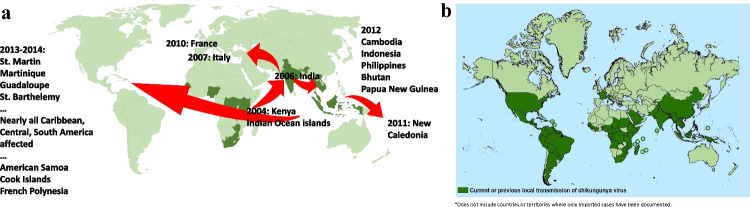 a
2013-2014:
St. Martin
Martinique
Guadaloupe
St. Barthelemy
...
Nearly all Caribbean,
Central, South America
affected
...
American Samoa
Cook Islands
French Polynesia
2010: France
2007: Italy
2006: India
2004: Kenya
Indian Ocean islands
2012
Cambodia
Indonesia
Philippines
Bhutan
Papua New Guinea
2011: New
Caledonia
b
Current or previous local transmission of chikungunya virus
*Does not include countries or territories where only imported cases have been documented.